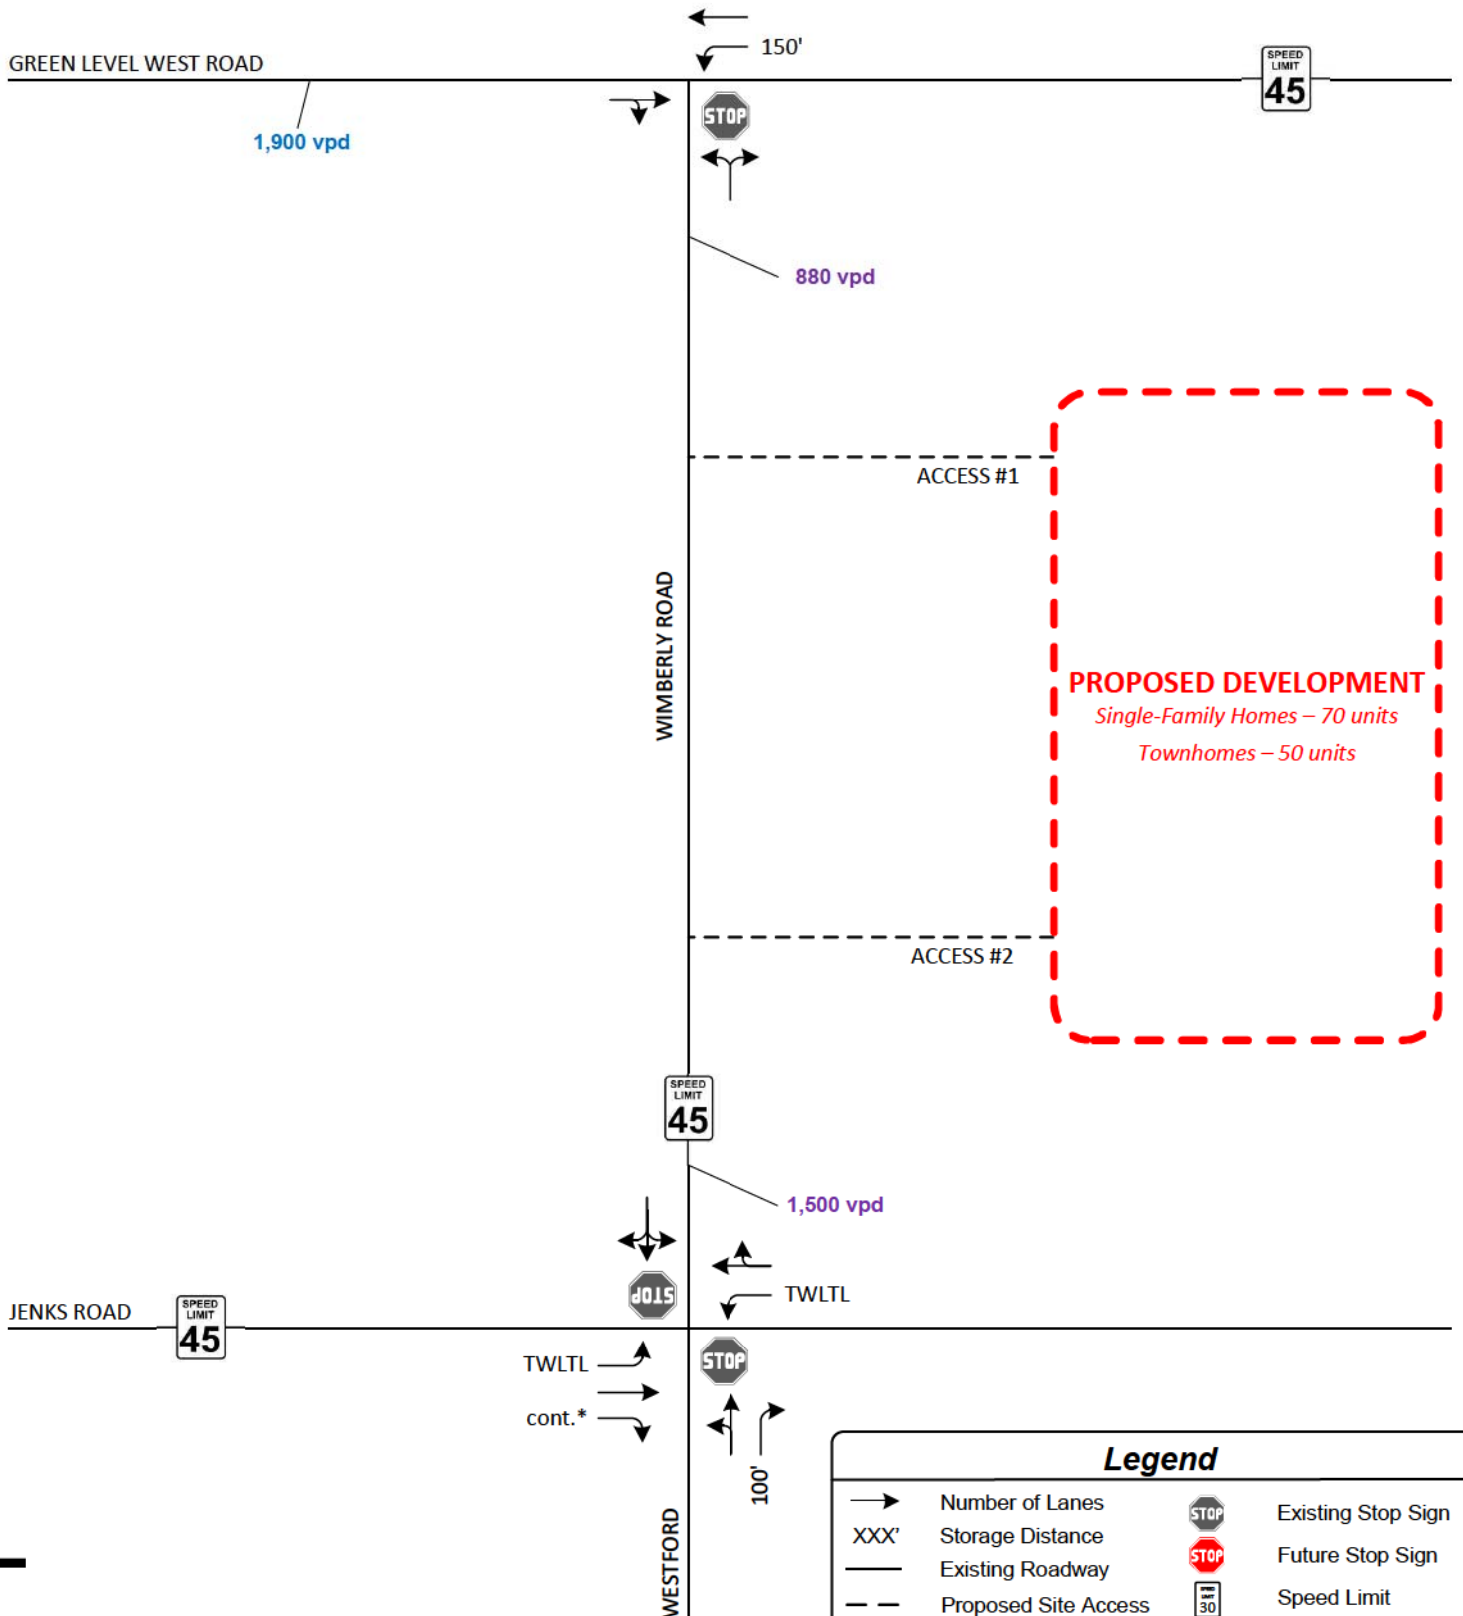 150'
GREEN LEVEL WEST ROAD
SPEED
LIMIT
45
STOP
1,900 vpd
880 vpd
ACCESS #1
WIMBERLY ROAD
PROPOSED DEVELOPMENT
Single-Family Homes – 70 units
Townhomes – 50 units
ACCESS #2
SPEED
LIMIT
45
1,500 vpd
STOP
TWLTL
JENKS ROAD
SPEED
LIMIT
45
TWLTL
STOP
cont.*
100'
WESTFORD
Legend
Number of Lanes
STOP
Existing Stop Sign
XXX'
Storage Distance
STOP
Future Stop Sign
Existing Roadway
SPEED
LIMIT
30
Speed Limit
Proposed Site Access